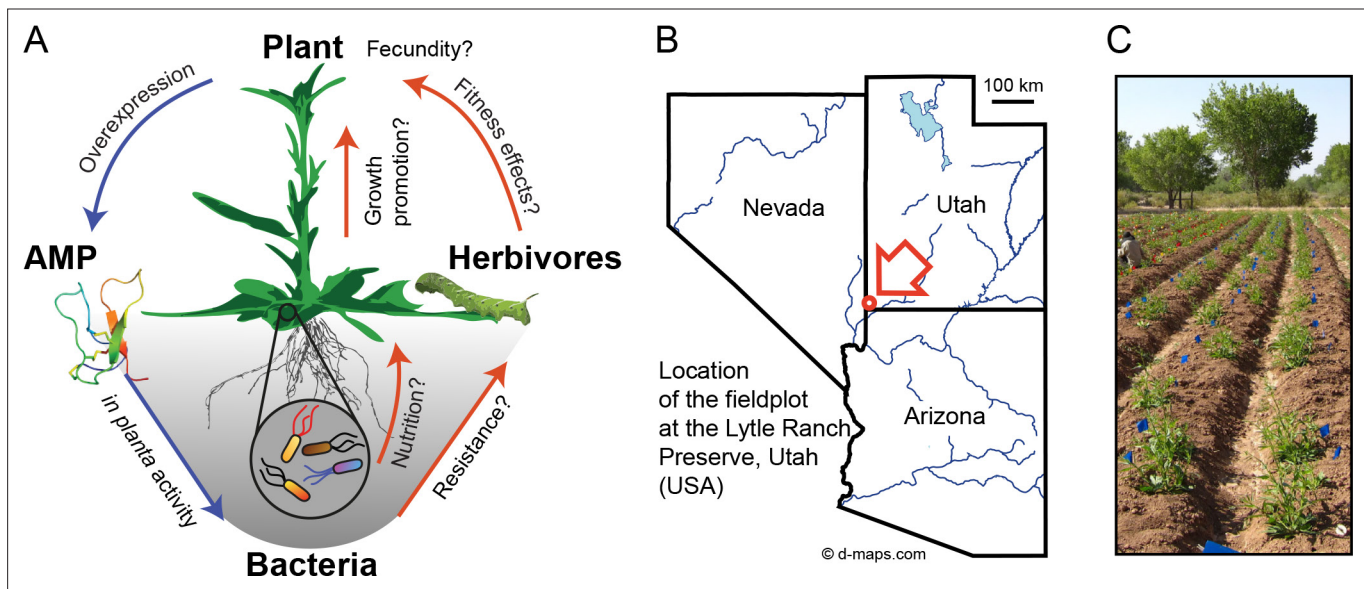 A
Plant Fecundity?
Overexpression
Fitness effects?
Growth
promotion?
AMP
Herbivores
in planta activity
Nutrition?
Resistance?
Bacteria
B
100 km
Nevada
Utah
Arizona
Location
of the fieldplot
at the Lytle Ranch
Preserve, Utah
(USA)
© d-maps.com
C